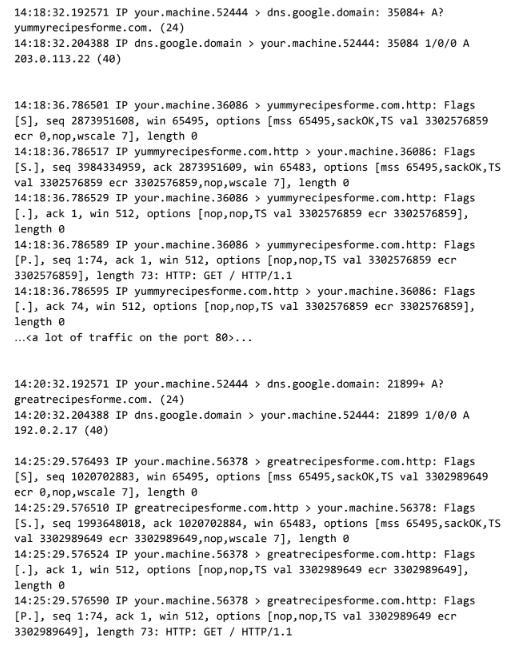 14:18:32.192571 IP your.machine.52444 > dns.google.domain: 35084+ A?
yummyrecipesforme.com. (24)
14:18:32.204388 IP dns.google.domain > your.machine.52444: 35084 1/0/0 A
203.0.113.22 (40)
14:18:36.786501 IP your.machine.36086 > yummyrecipesforme.com.http: Flags
[S], seq 2873951608, win 65495, options [mss 65495,sackOK,TS val 3302576859
ecr 0,nop,wscale 7], length 0
14:18:36.786517 IP yummyrecipesforme.com.http > your.machine.36086: Flags
[S.], seq 3984334959, ack 2873951609, win 65483, options [mss 65495,sackOK,TS
val 3302576859 ecr 3302576859,nop,wscale 7], length 0
14:18:36.786529 IP your.machine.36086 > yummyrecipesforme.com.http: Flags
[.], ack 1, win 512, options [nop,nop,TS val 3302576859 ecr 3302576859],
length 0
14:18:36.786589 IP your.machine.36086 > yummyrecipesforme.com.http: Flags
[P.], seq 1:74, ack 1, win 512, options [nop,nop,TS val 3302576859 ecr
3302576859], length 73: HTTP: GET / HTTP/1.1
14:18:36.786595 IP yummyrecipesforme.com.http > your.machine.36086: Flags
[.], ack 74, win 512, options [nop,nop,TS val 3302576859 ecr 3302576859],
length 0
…<a lot of traffic on the port 80>...
14:20:32.192571 IP your.machine.52444 > dns.google.domain: 21899+ A?
greatrecipesforme.com. (24)
14:20:32.204388 IP dns.google.domain > your.machine.52444: 21899 1/0/0 A
192.0.2.17 (40)
14:25:29.576493 IP your.machine.56378 > greatrecipesforme.com.http: Flags
[S], seq 1020702883, win 65495, options [mss 65495,sackOK,TS val 3302989649
ecr 0,nop,wscale 7], length 0
14:25:29.576510 IP greatrecipesforme.com.http > your.machine.56378: Flags
[S.], seq 1993648018, ack 1020702884, win 65483, options [mss 65495,sackOK,TS
val 3302989649 ecr 3302989649,nop,wscale 7], length 0
14:25:29.576524 IP your.machine.56378 > greatrecipesforme.com.http: Flags
[.], ack 1, win 512, options [nop,nop,TS val 3302989649 ecr 3302989649],
length 0
14:25:29.576590 IP your.machine.56378 > greatrecipesforme.com.http: Flags
[P.], seq 1:74, ack 1, win 512, options [nop,nop,TS val 3302989649 ecr
3302989649], length 73: HTTP: GET / HTTP/1.1